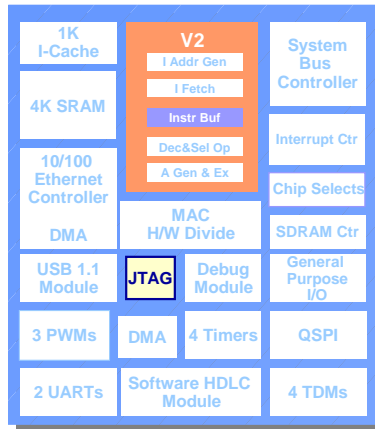 1K
I-Cache
4K SRAM
10/100
Ethernet
Controller
DMA
V2
I Addr Gen
I Fetch
Instr Buf
Dec&Sel Op
A Gen & Ex
System
Bus
Controller
Interrupt Ctr
Chip Selects
MAC
H/W Divide
SDRAM Ctr
USB 1.1
Module
JTAG
Debug
Module
General
Purpose
I/O
3 PWMs
DMA
4 Timers
QSPI
2 UARTs
Software HDLC
Module
4 TDMs